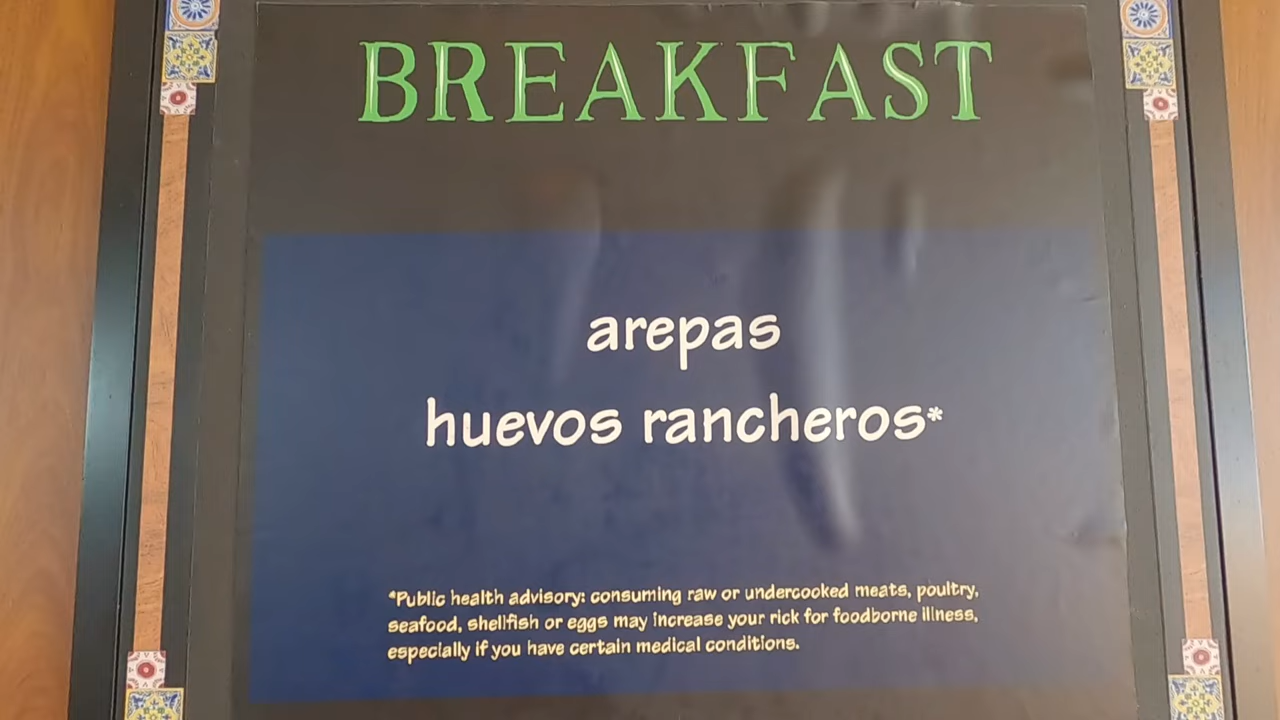 BREAKFAST
arepas
huevos rancheros*
*Public health advisory: consuming raw or undercooked meats, poultry,
seafood, shellfish or eggs may increase your rick for foodborne illness,
especially if you have certain medical conditions.